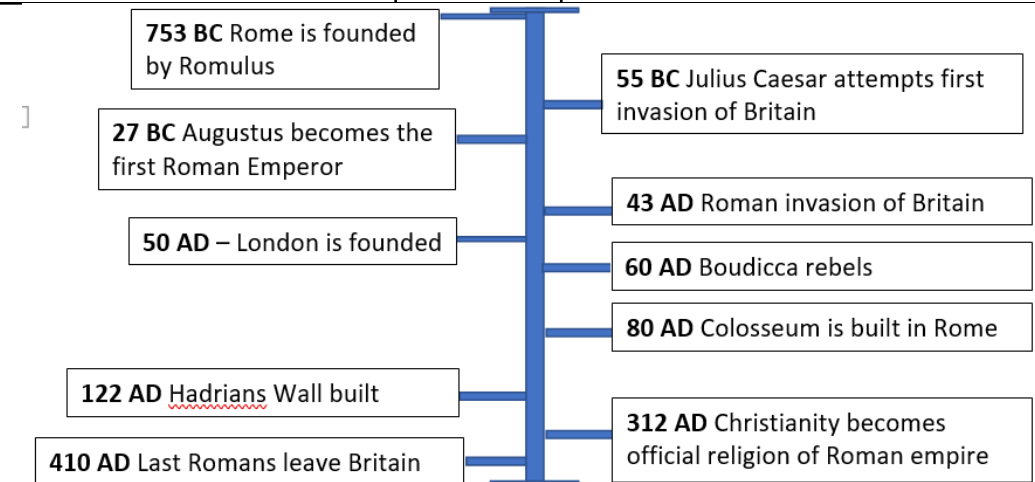 753 BC Rome is founded
by Romulus
55 BC Julius Caesar attempts first
invasion of Britain
27 BC Augustus becomes the
first Roman Emperor
43 AD Roman invasion of Britain
50 AD – London is founded
60 AD Boudicca rebels
80 AD Colosseum is built in Rome
122 AD Hadrians Wall built
312 AD Christianity becomes
official religion of Roman empire
410 AD Last Romans leave Britain